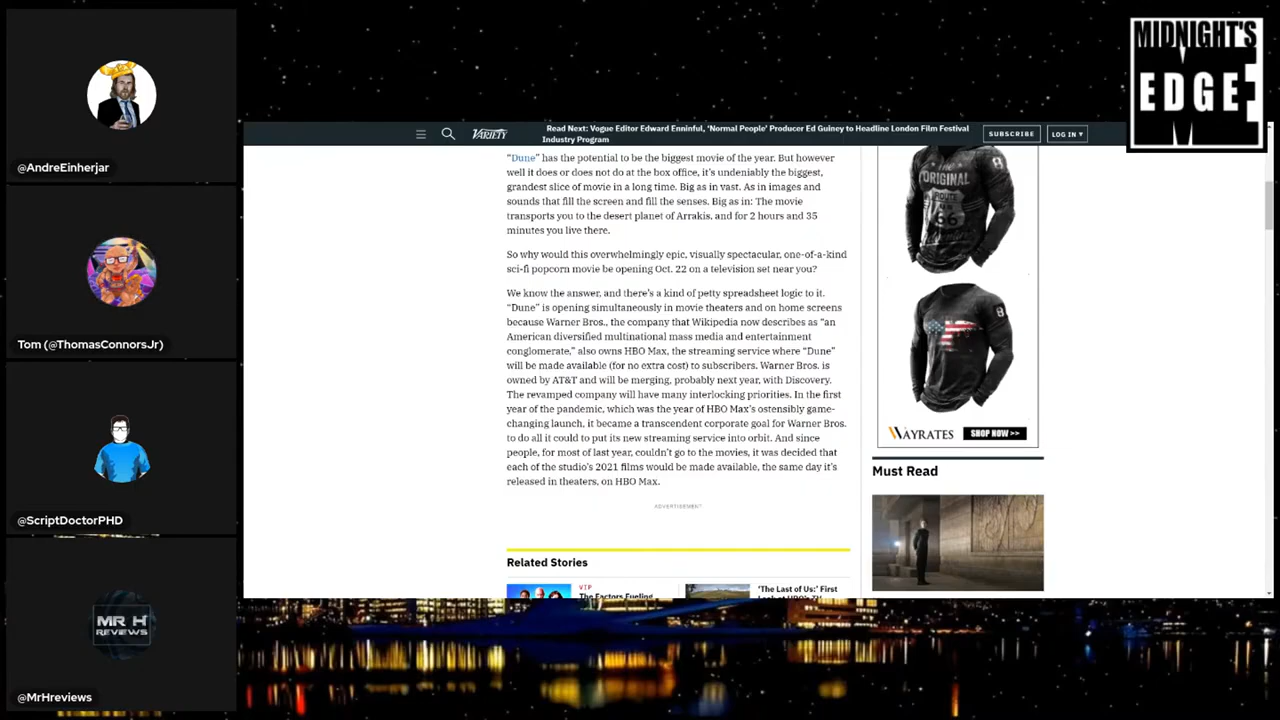 @AndreEinherjar
Tom (@ThomasConnorsJr)
@ScriptDoctorPHD
MR H
REVIEWS
@MrHreviews
MIDNIGHT'S
EDGE
VARIETY
Read Next: Vogue Editor Edward Enninful, ‘Normal People’ Producer Ed Guiney to Headline London Film Festival
Industry Program
SUBSCRIBE
LOG IN ▾
“Dune” has the potential to be the biggest movie of the year. But however
well it does or does not do at the box office, it's undeniably the biggest,
grandest slice of movie in a long time. Big as in vast. As in images and
sounds that fill the screen and fill the senses. Big as in: The movie
transports you to the desert planet of Arrakis, and for 2 hours and 35
minutes you live there.
So why would this overwhelmingly epic, visually spectacular, one-of-a-kind
sci-fi popcorn movie be opening Oct. 22 on a television set near you?
We know the answer, and there's a kind of petty spreadsheet logic to it.
“Dune” is opening simultaneously in movie theaters and on home screens
because Warner Bros., the company that Wikipedia now describes as “an
American diversified multinational mass media and entertainment
conglomerate,” also owns HBO Max, the streaming service where “Dune”
will be made available (for no extra cost) to subscribers. Warner Bros. is
owned by AT&T and will be merging, probably next year, with Discovery.
The revamped company will have many interlocking priorities. In the first
year of the pandemic, which was the year of HBO Max's ostensibly game-
changing launch, it became a transcendent corporate goal for Warner Bros.
to do all it could to put its new streaming service into orbit. And since
people, for most of last year, couldn't go to the movies, it was decided that
each of the studio's 2021 films would be made available, the same day it's
released in theaters, on HBO Max.
ADVERTISEMENT
Related Stories
VIP
The Factors Fueling
‘The Last of Us:’ First
ORIGINAL
ROUTE
66
8
8
WAYRATES
SHOP NOW >>
Must Read